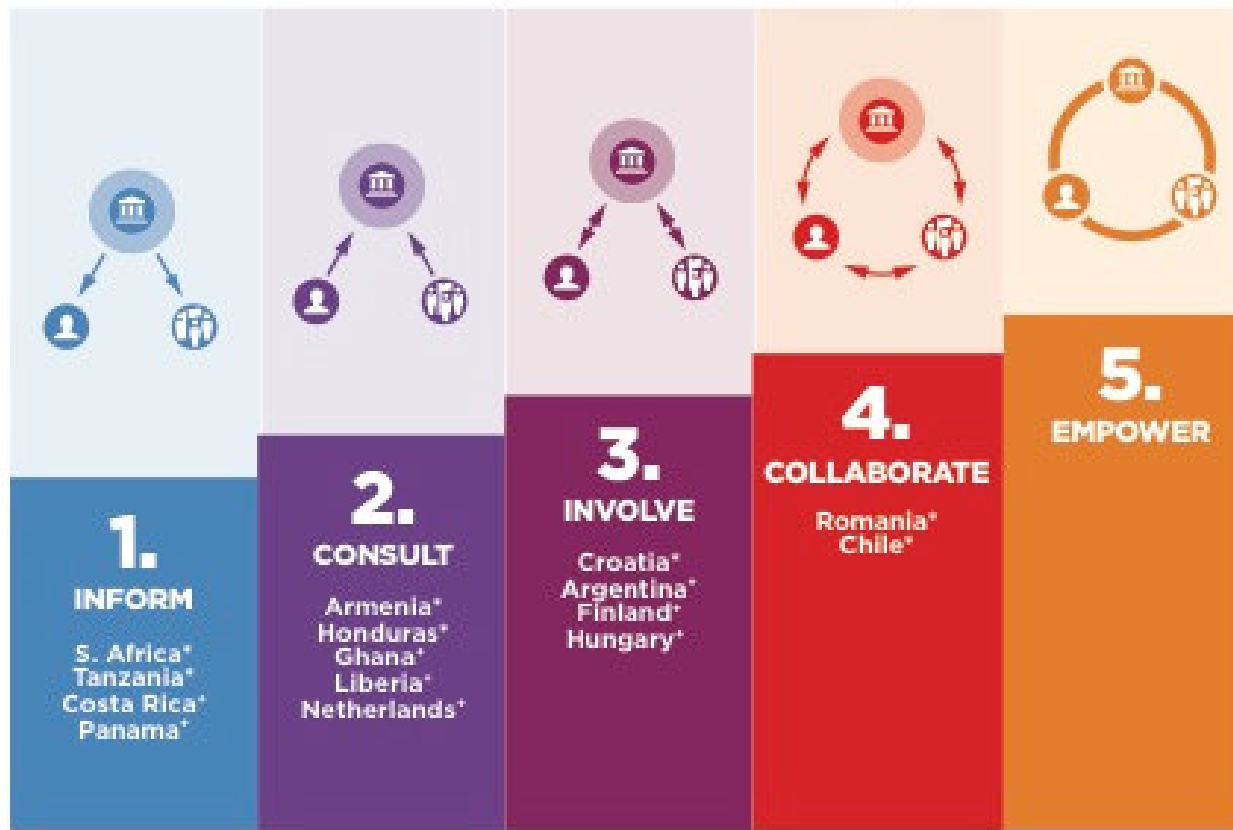 1.
INFORM
S. Africa*
Tanzania*
Costa Rica+
Panama+
2.
CONSULT
Armenia*
Honduras*
Ghana+
Liberia+
Netherlands+
3.
INVOLVE
Croatia*
Argentina+
Finland+
Hungary+
4.
COLLABORATE
Romania*
Chile+
5.
EMPOWER